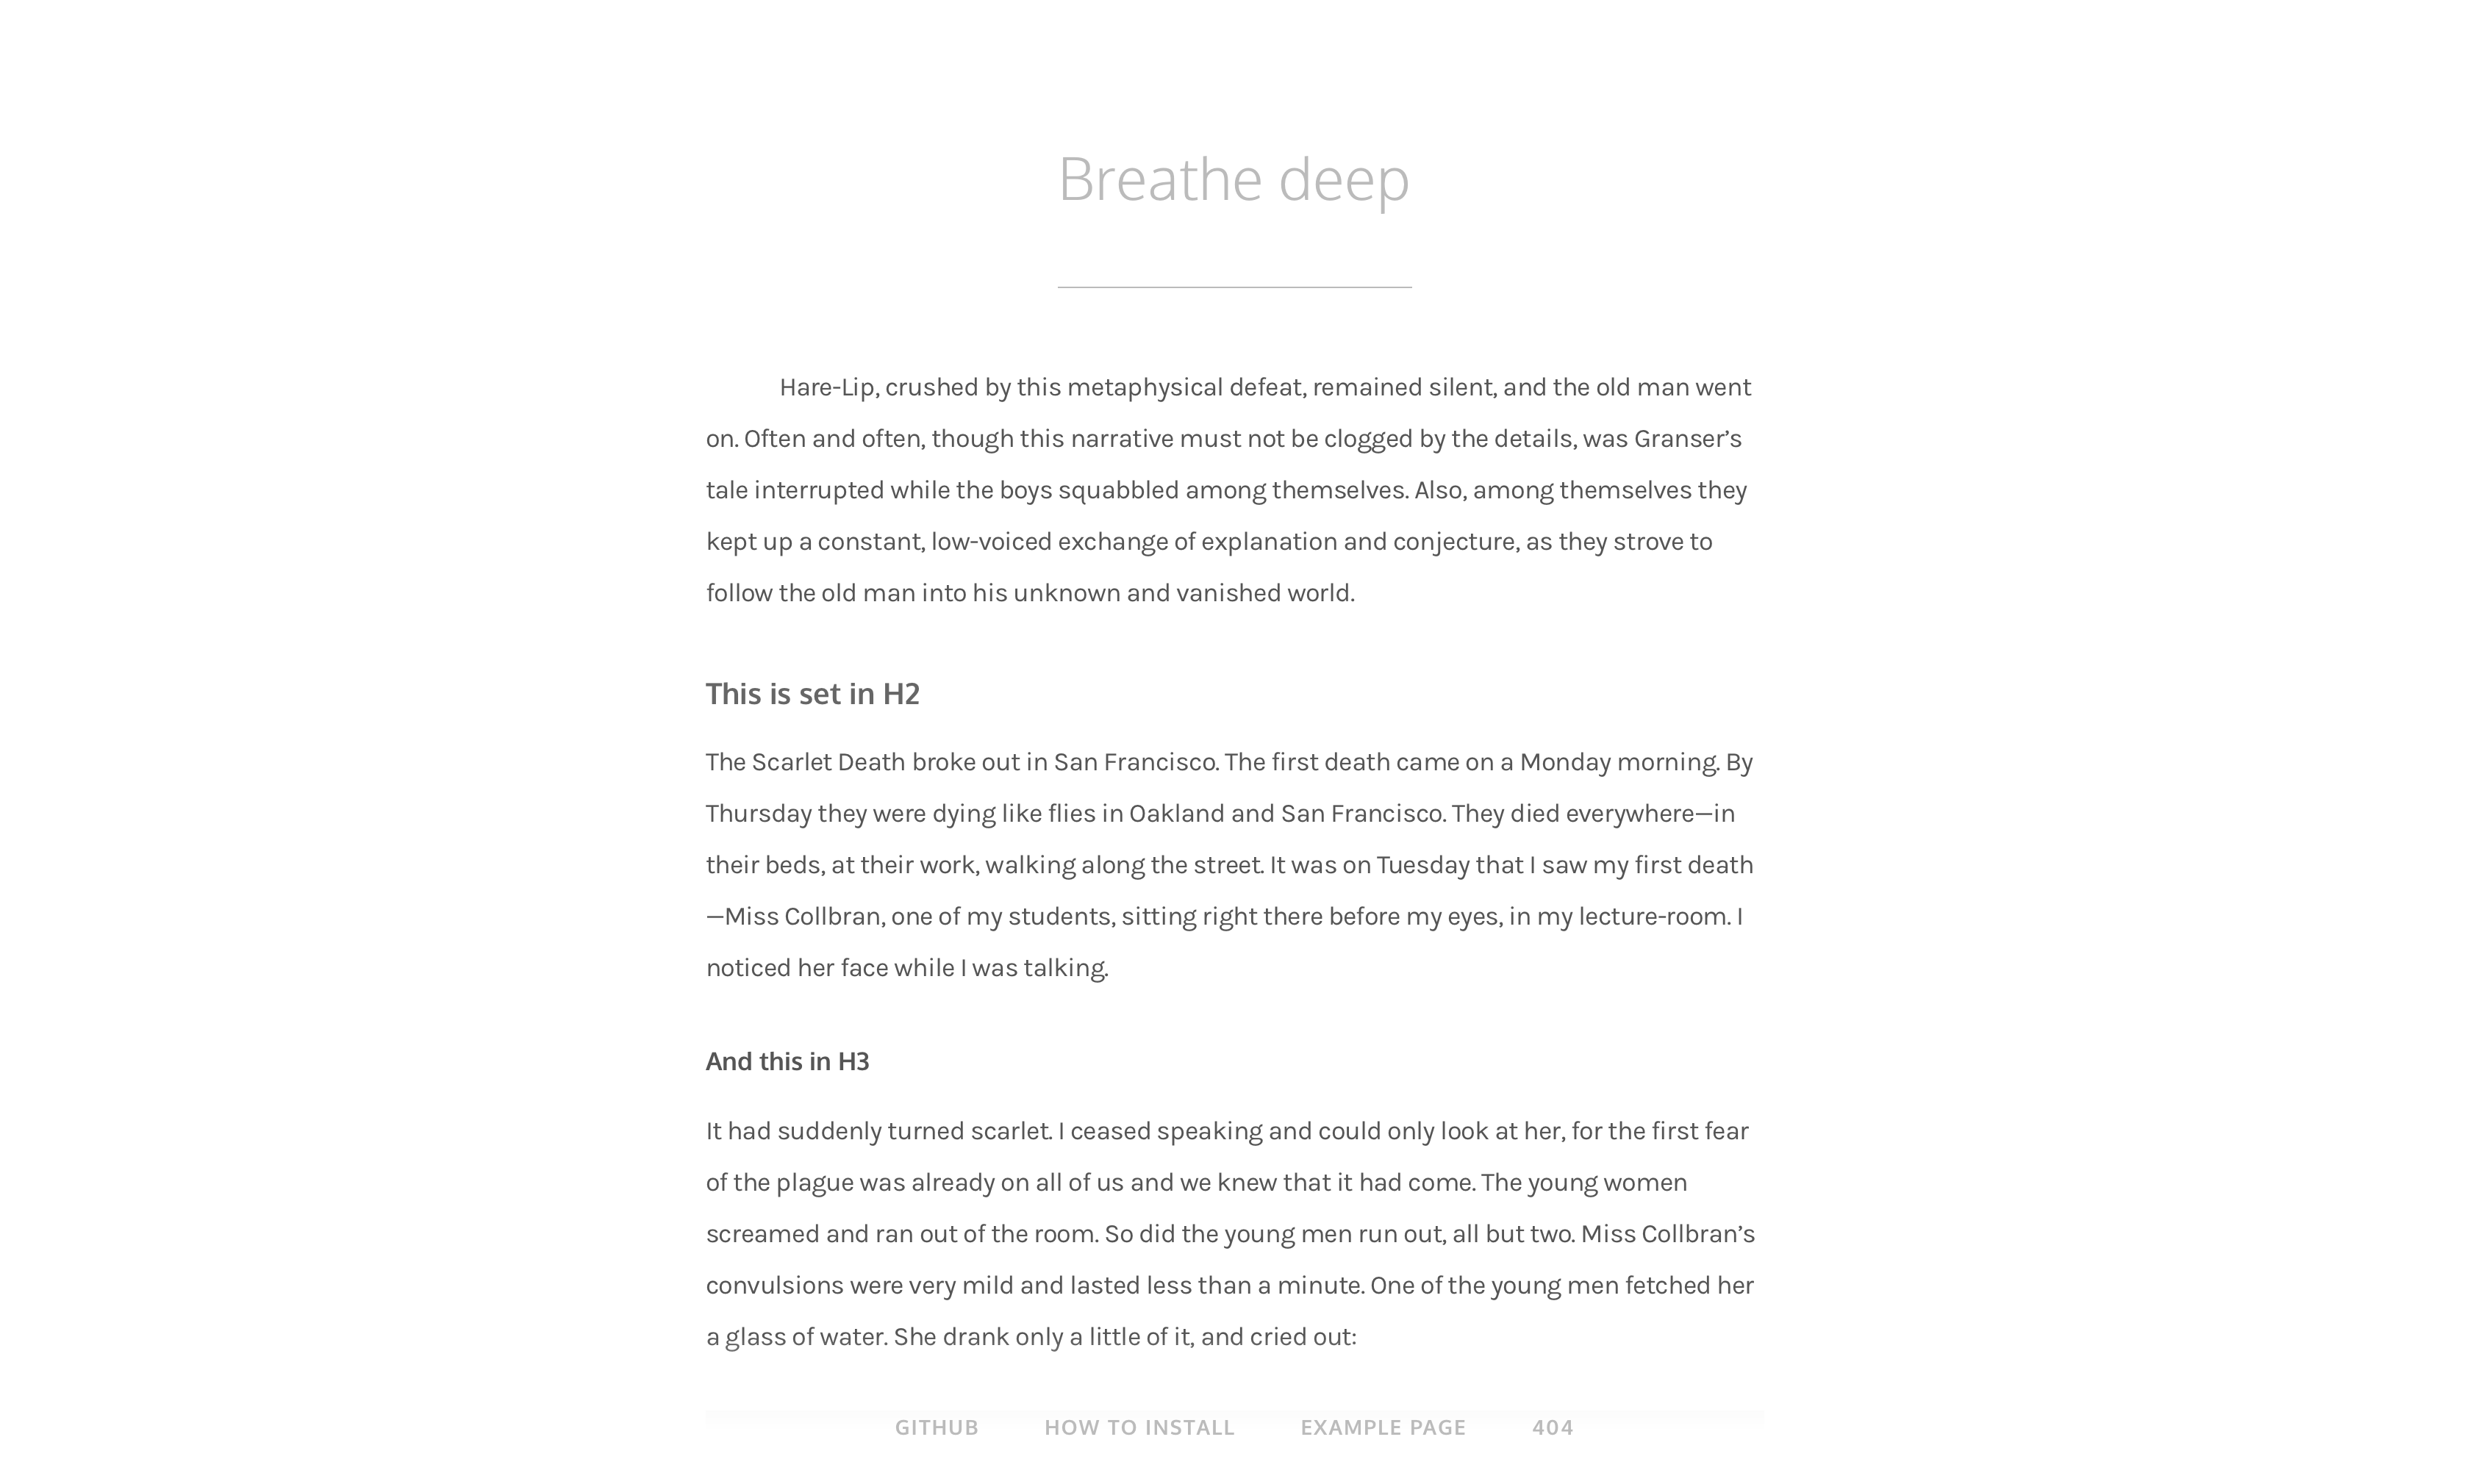 Breathe deep
Hare-Lip, crushed by this metaphysical defeat, remained silent, and the old man went
on. Often and often, though this narrative must not be clogged by the details, was Granser’s
tale interrupted while the boys squabbled among themselves. Also, among themselves they
kept up a constant, low-voiced exchange of explanation and conjecture, as they strove to
follow the old man into his unknown and vanished world.
This is set in H2
The Scarlet Death broke out in San Francisco. The first death came on a Monday morning. By
Thursday they were dying like flies in Oakland and San Francisco. They died everywhere—in
their beds, at their work, walking along the street. It was on Tuesday that I saw my first death
—Miss Collbran, one of my students, sitting right there before my eyes, in my lecture-room. I
noticed her face while I was talking.
And this in H3
It had suddenly turned scarlet. I ceased speaking and could only look at her, for the first fear
of the plague was already on all of us and we knew that it had come. The young women
screamed and ran out of the room. So did the young men run out, all but two. Miss Collbran’s
convulsions were very mild and lasted less than a minute. One of the young men fetched her
a glass of water. She drank only a little of it, and cried out:
GITHUB HOW TO INSTALL EXAMPLE PAGE 404